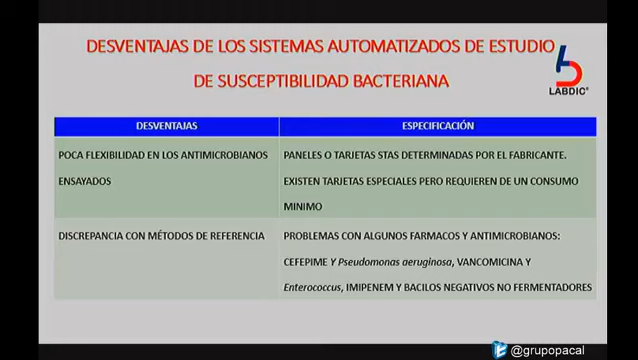 DESVENTAJAS DE LOS SISTEMAS AUTOMATIZADOS DE ESTUDIO
DE SUSCEPTIBILIDAD BACTERIANA
LABDIC®
DESVENTAJAS
ESPECIFICACIÓN
POCA FLEXIBILIDAD EN LOS ANTIMICROBIANOS
ENSAYADOS
PANELES O TARJETAS STAS DETERMINADAS POR EL FABRICANTE.
EXISTEN TARJETAS ESPECIALES PERO REQUIEREN DE UN CONSUMO
MINIMO
DISCREPANCIA CON MÉTODOS DE REFERENCIA
PROBLEMAS CON ALGUNOS FARMACOS Y ANTIMICROBIANOS:
CEFEPIME Y Pseudomonas aeruginosa, VANCOMICINA Y
Enterococcus, IMIPENEM Y BACILOS NEGATIVOS NO FERMENTADORES
@grupopacal